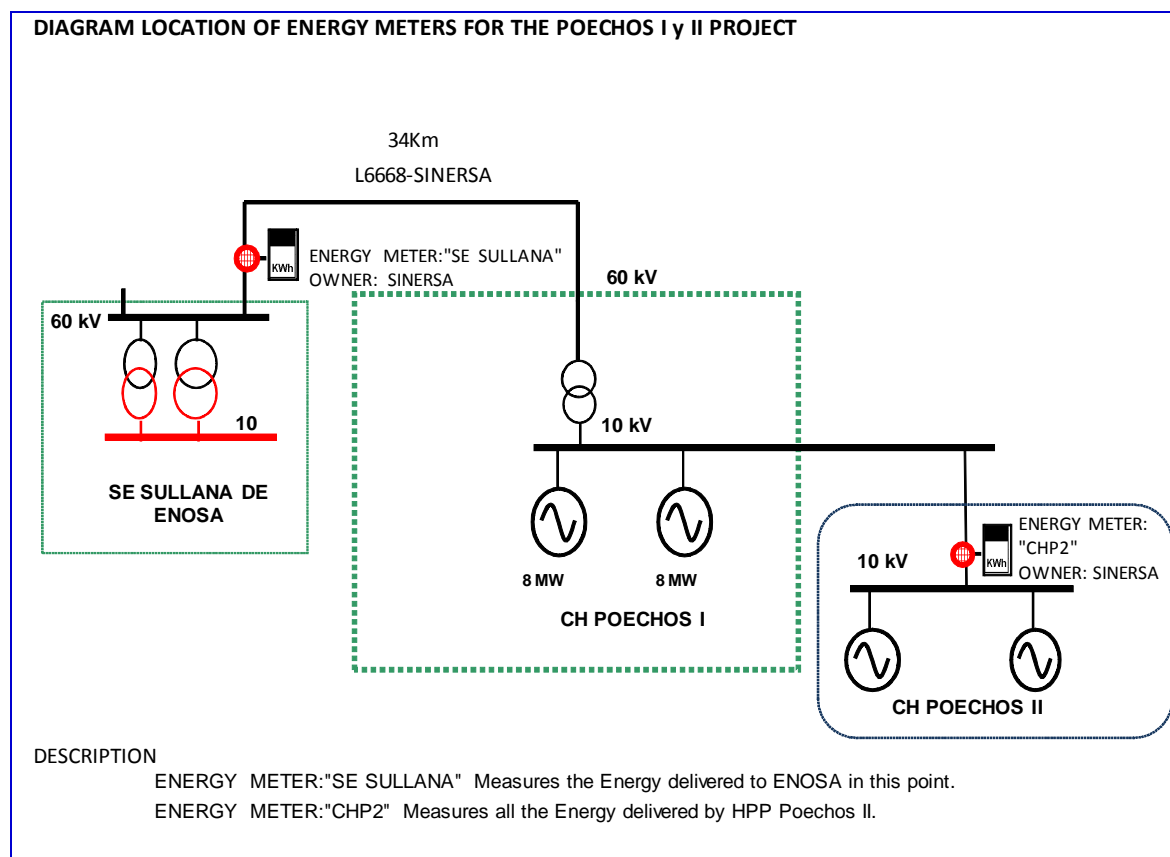 DIAGRAM LOCATION OF ENERGY METERS FOR THE POECHOS I y II PROJECT
34Km
L6668-SINERSA
KWh
ENERGY METER:"SE SULLANA"
OWNER: SINERSA
60 kV
60 kV
10
10 kV
SE SULLANA DE
ENOSA
8 MW
8 MW
CH POECHOS I
KWh
ENERGY METER:
"CHP2"
OWNER: SINERSA
10 kV
CH POECHOS II
DESCRIPTION
ENERGY METER:"SE SULLANA" Measures the Energy delivered to ENOSA in this point.
ENERGY METER:"CHP2" Measures all the Energy delivered by HPP Poechos II.